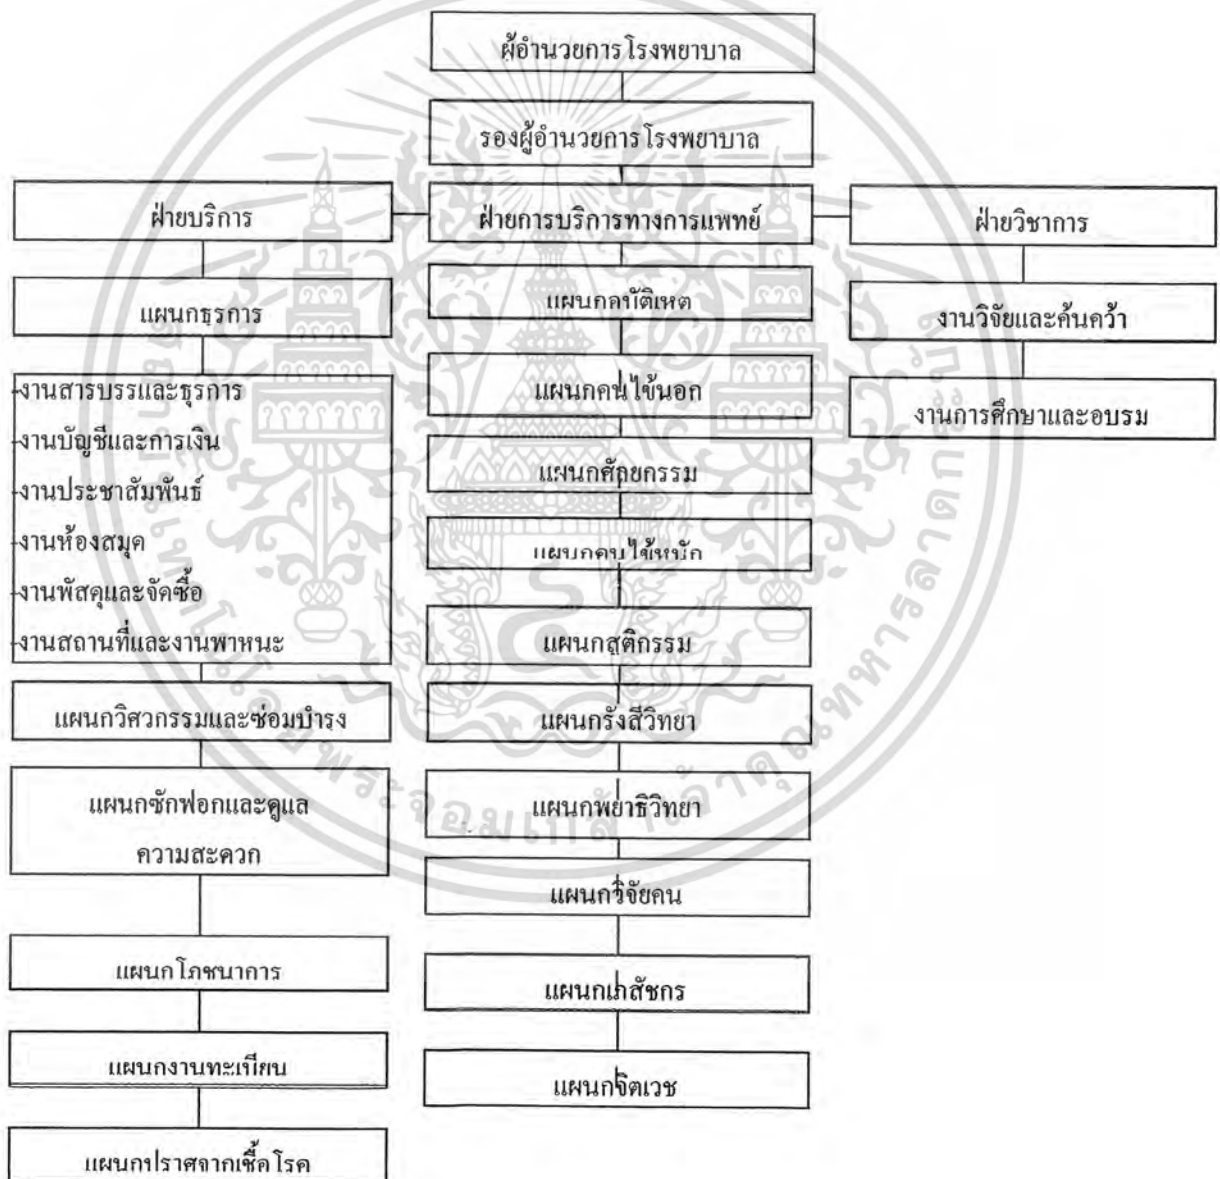 ผู้อำนวยการโรงพยาบาล
รองผู้อำนวยการโรงพยาบาล
ฝ่ายบริการ
ฝ่ายการบริการทางการแพทย์
ฝ่ายวิชาการ
แผนกธุรการ
-งานสารบรรและธุรการ
-งานบัญชีและการเงิน
-งานประชาสัมพันธ์
-งานห้องสมุด
-งานพัสดุและจัดซื้อ
-งานสถานที่และงานพาหนะ
แผนกวิศวกรรมและซ่อมบำรุง
แผนกซักฟอกและดูแล
ความสะดวก
แผนกโภชนาการ
แผนกงานทะเบียน
แผนกปราศจากเชื้อโรค
แผนกอุบัติเหต
แผนกคนไข้นอก
แผนกศัลยกรรม
แผนกคนไข้หนัก
แผนกสูติกรรม
แผนกรังสีวิทยา
แผนกพยาธิวิทยา
แผนกวิจัยคน
แผนกเภสัชกร
แผนกจิตเวช
งานวิจัยและค้นคว้า
งานการศึกษาและอบรม